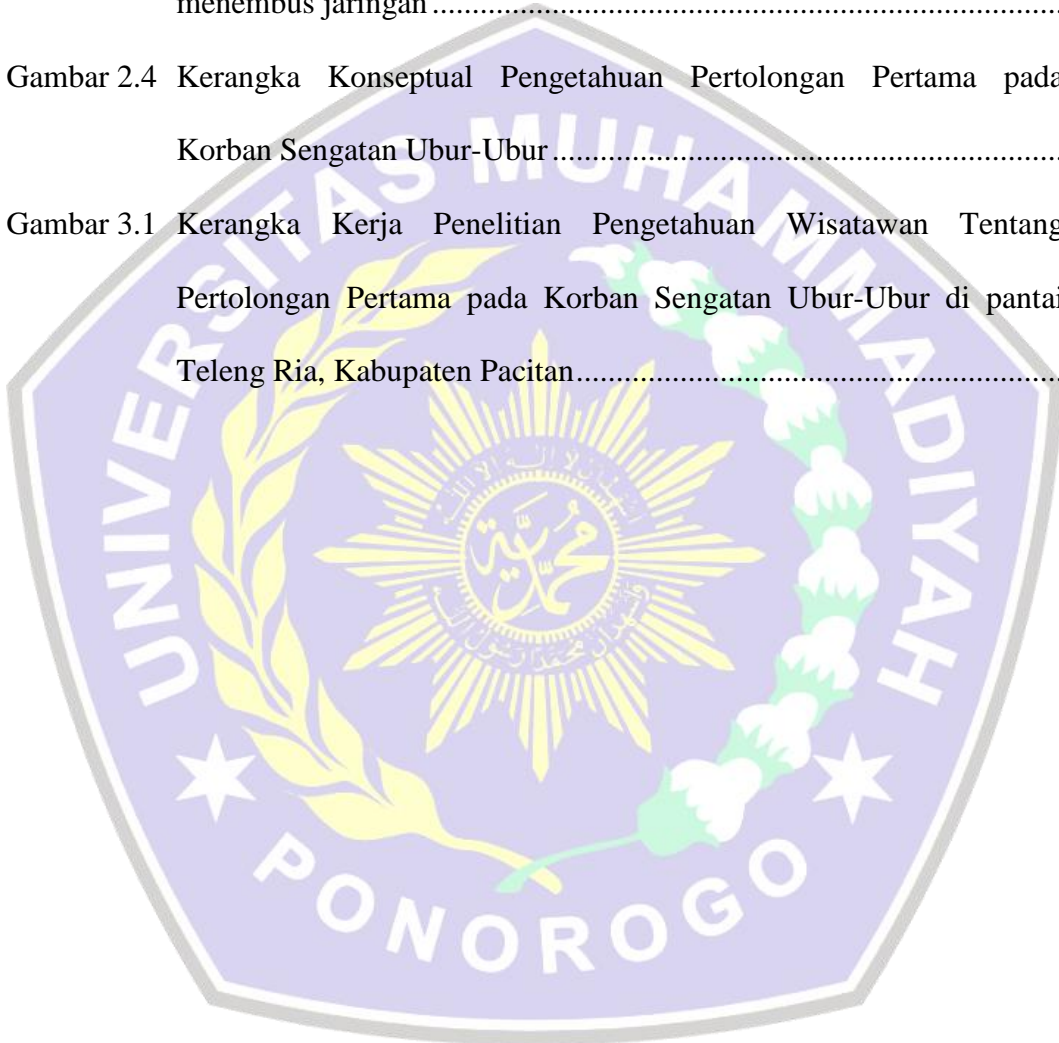 menembus jaringan ..........................................................................
Gambar 2.4 Kerangka Konseptual Pengetahuan Pertolongan Pertama pada
Korban Sengatan Ubur-Ubur ..........................................................
Gambar 3.1 Kerangka Kerja Penelitian Pengetahuan Wisatawan Tentang
Pertolongan Pertama pada Korban Sengatan Ubur-Ubur di pantai
Teleng Ria, Kabupaten Pacitan .......................................................
UNIVERSITAS MUHAMMADIYAH
PONOROGO
محمدية